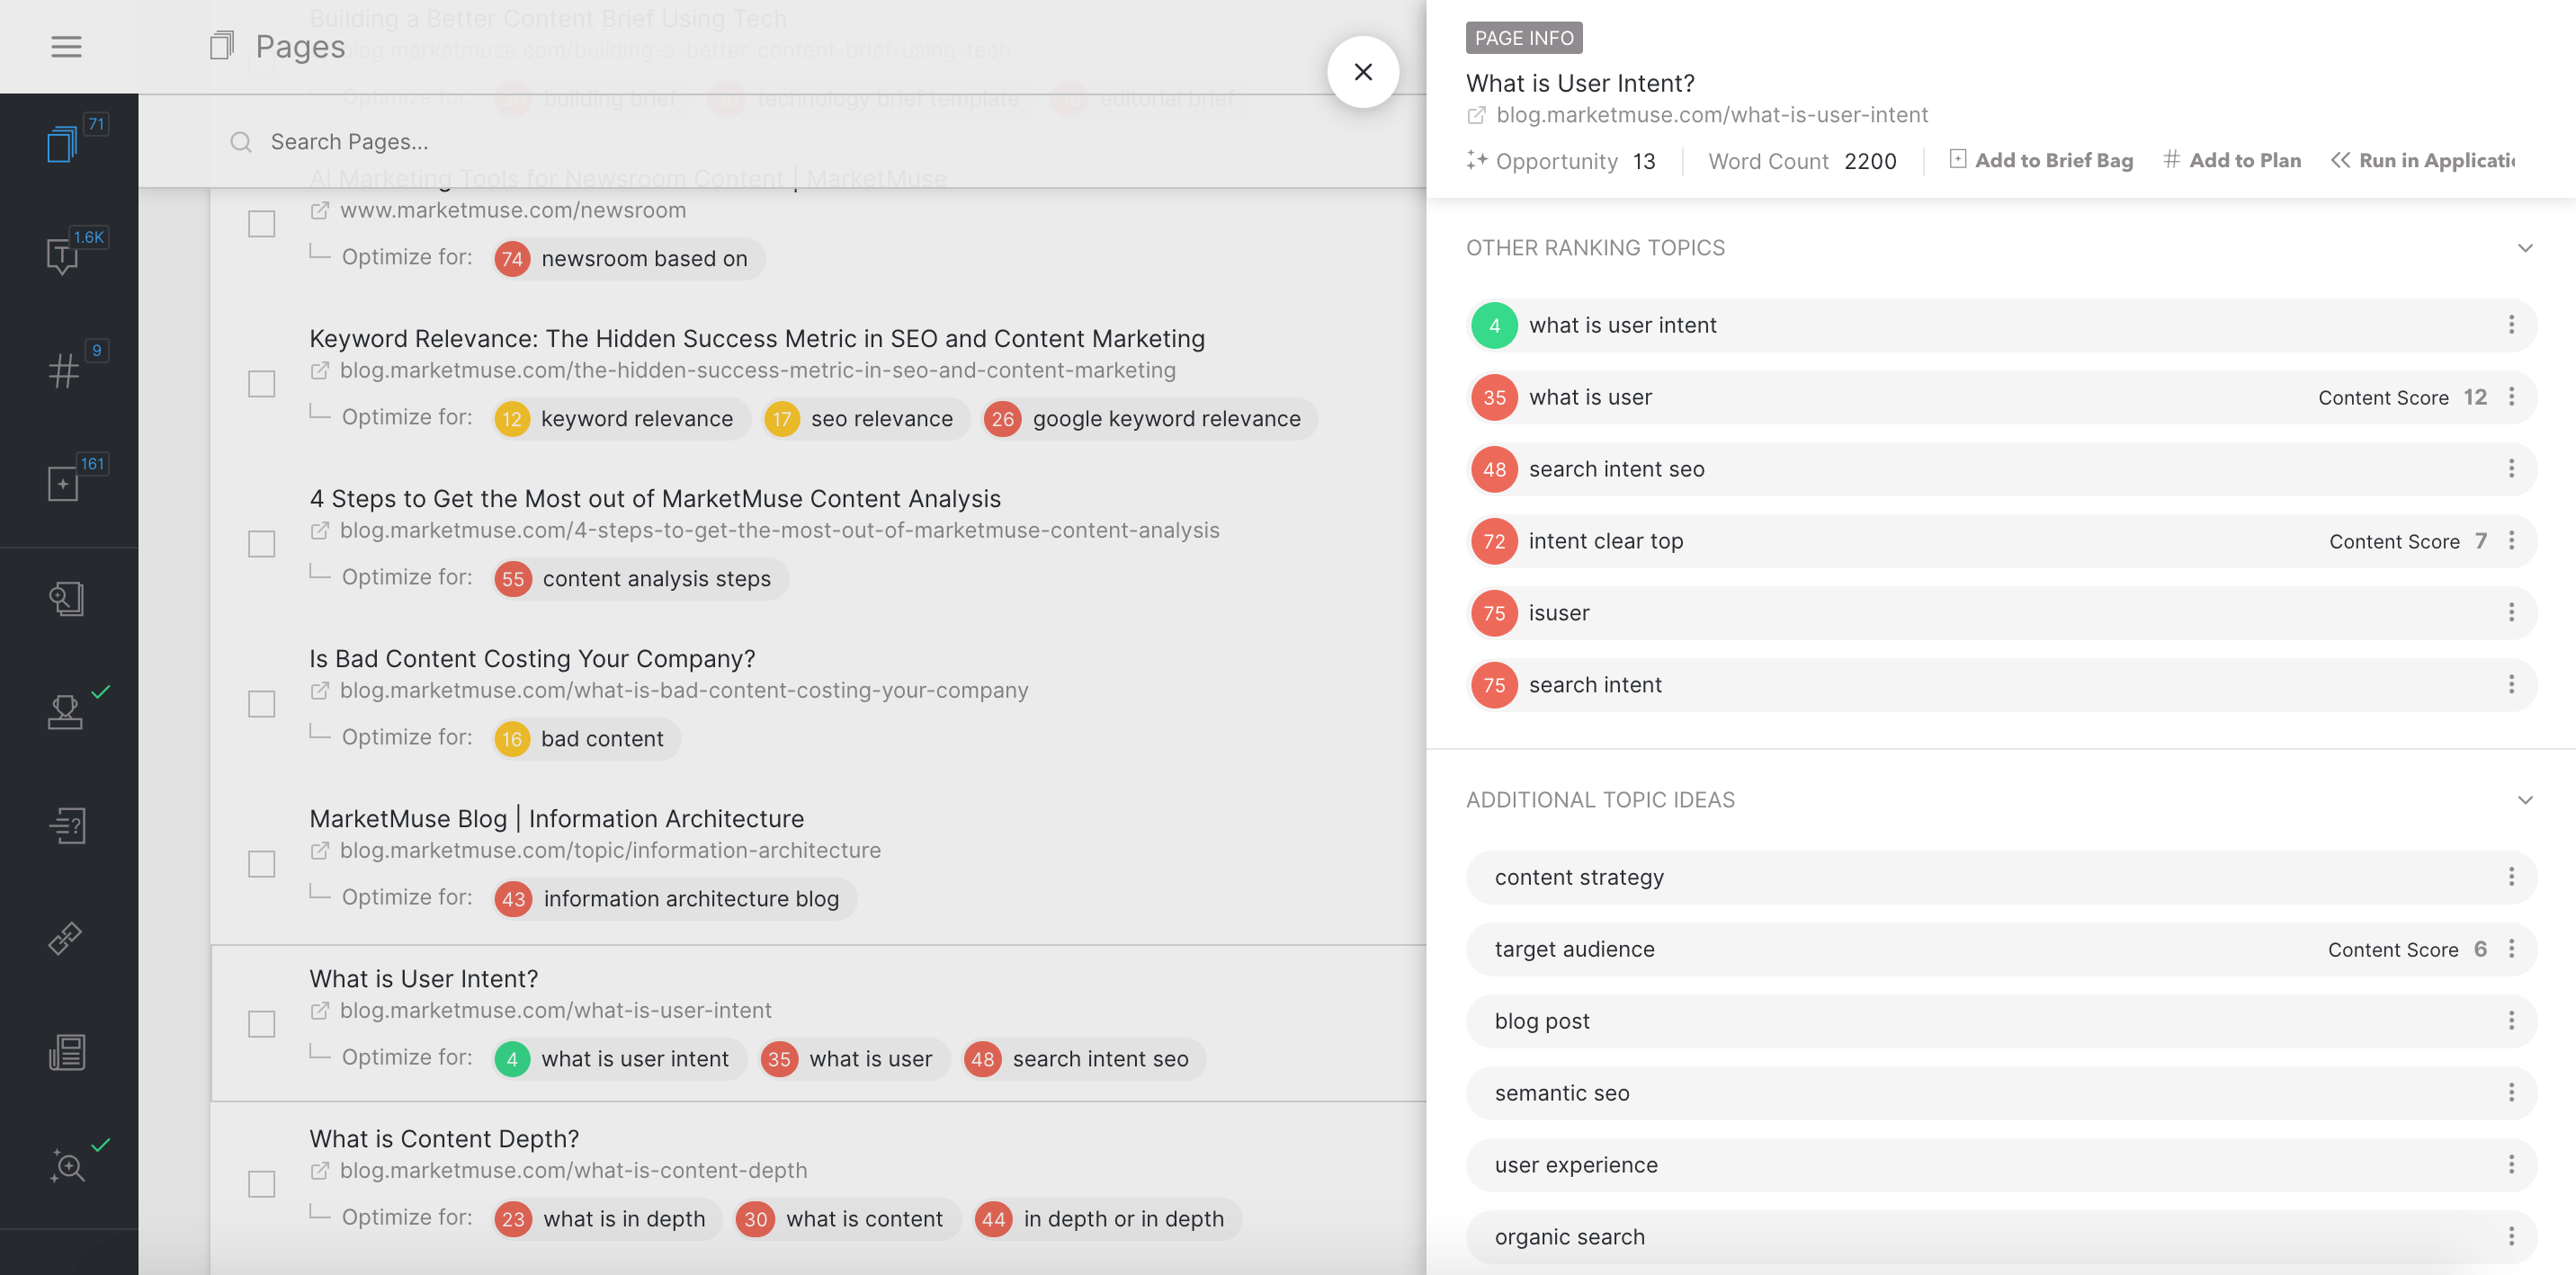 Building a Better Content Brief Using Tech
Pages
blog.marketmuse.com/building-a-better-content-brief-using-tech
Optimize for: building brief technology brief template editorial brief
71
1.6K
9
161
Search Pages...
AI Marketing Tools for Newsroom Content | MarketMuse
www.marketmuse.com/newsroom
Optimize for: 74 newsroom based on
Keyword Relevance: The Hidden Success Metric in SEO and Content Marketing
blog.marketmuse.com/the-hidden-success-metric-in-seo-and-content-marketing
Optimize for: 12 keyword relevance 17 seo relevance 26 google keyword relevance
4 Steps to Get the Most out of MarketMuse Content Analysis
blog.marketmuse.com/4-steps-to-get-the-most-out-of-marketmuse-content-analysis
Optimize for: 55 content analysis steps
Is Bad Content Costing Your Company?
blog.marketmuse.com/what-is-bad-content-costing-your-company
Optimize for: 16 bad content
MarketMuse Blog | Information Architecture
blog.marketmuse.com/topic/information-architecture
Optimize for: 43 information architecture blog
What is User Intent?
blog.marketmuse.com/what-is-user-intent
Optimize for: 4 what is user intent 35 what is user 48 search intent seo
What is Content Depth?
blog.marketmuse.com/what-is-content-depth
Optimize for: 23 what is in depth 30 what is content 44 in depth or in depth
PAGE INFO
What is User Intent?
blog.marketmuse.com/what-is-user-intent
Opportunity 13 Word Count 2200 Add to Brief Bag # Add to Plan Run in Applicati
OTHER RANKING TOPICS
4 what is user intent
35 what is user Content Score 12
48 search intent seo
72 intent clear top Content Score 7
75 isuser
75 search intent
ADDITIONAL TOPIC IDEAS
content strategy
target audience Content Score 6
blog post
semantic seo
user experience
organic search